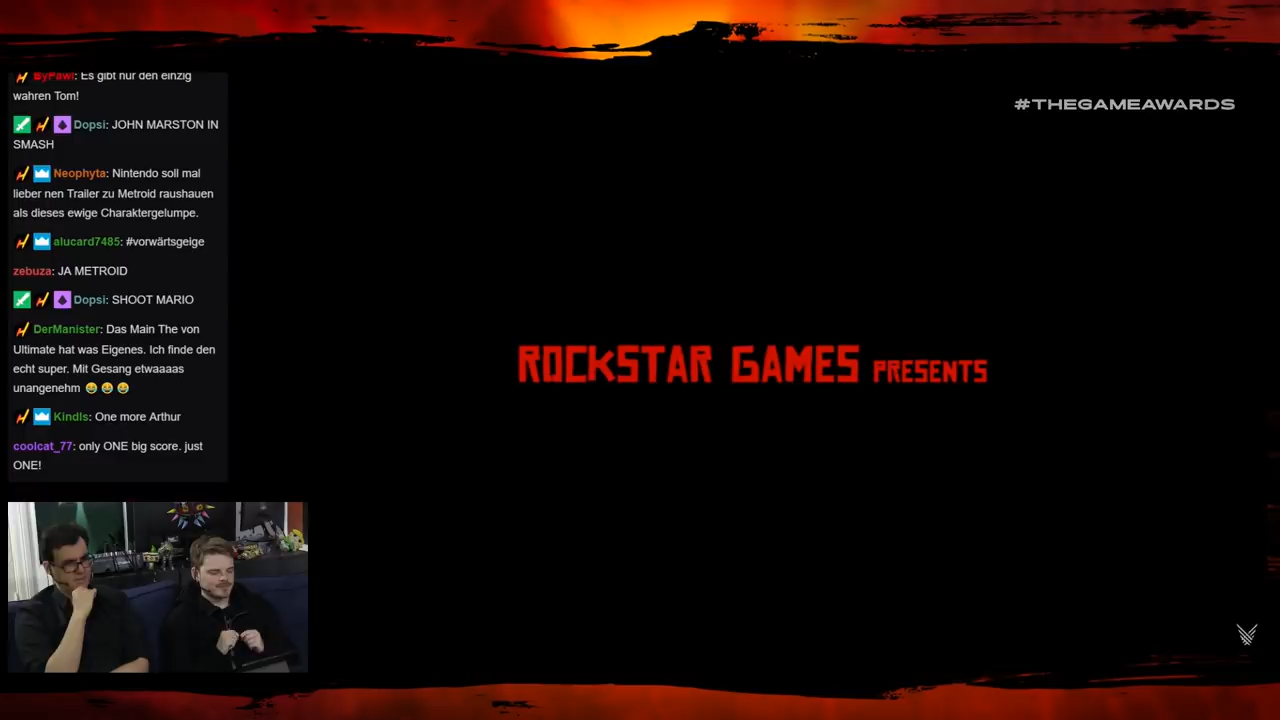 ByPawl: Es gibt nur den einzig
wahren Tom!
Dopsi: JOHN MARSTON IN
SMASH
Neophyta: Nintendo soll mal
lieber nen Trailer zu Metroid raushauen
als dieses ewige Charaktergelumpe.
alucard7485: #vorwärtsgeige
zebuza: JA METROID
Dopsi: SHOOT MARIO
DerManister: Das Main The von
Ultimate hat was Eigenes. Ich finde den
echt super. Mit Gesang etwaaaas
unangenehm 😂 😂 😂
Kindls: One more Arthur
coolcat_77: only ONE big score. just
ONE!
#THEGAMEAWARDS
ROCKSTAR GAMES PRESENTS